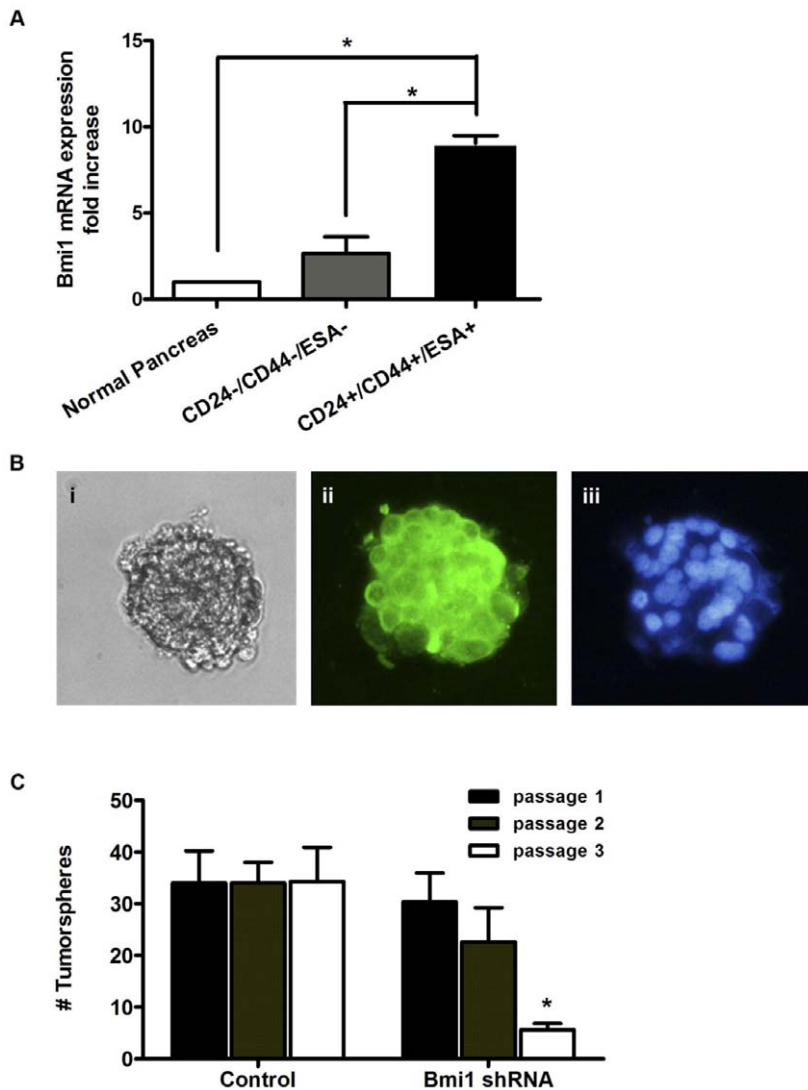 A
Bmi1 mRNA expression
fold increase
15
10
5
0
*
*
Normal Pancreas
CD24-/CD44-/ESA-
CD24+/CD44+/ESA+
B
i
ii
iii
C
# Tumorspheres
50
40
30
20
10
0
passage 1
passage 2
passage 3
*
Control
Bmi1 shRNA